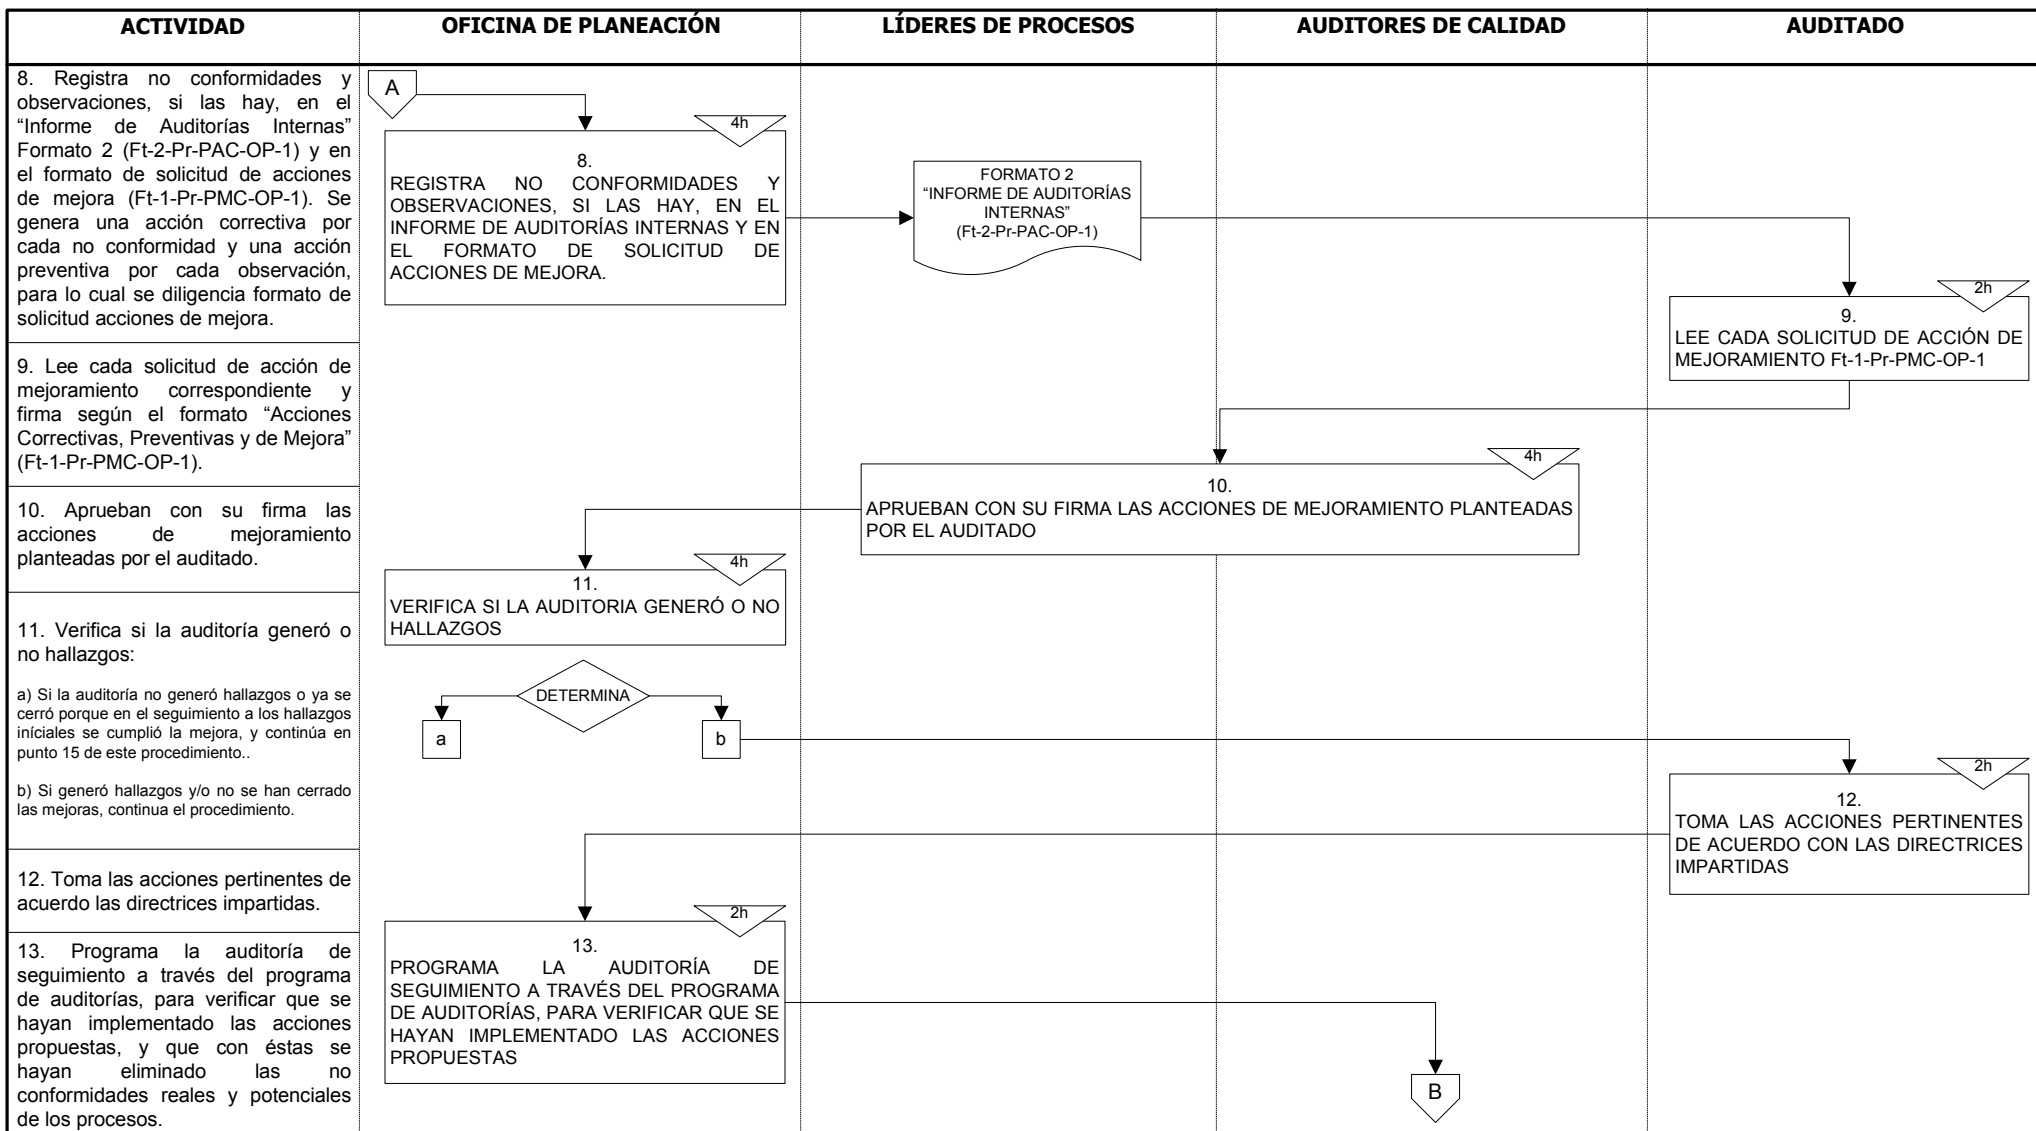 ACTIVIDAD
OFICINA DE PLANEACIÓN
LÍDERES DE PROCESOS
AUDITORES DE CALIDAD
AUDITADO
8. Registra no conformidades y
observaciones, si las hay, en el
“Informe de Auditorías Internas”
Formato 2 (Ft-2-Pr-PAC-OP-1) y en
el formato de solicitud de acciones
de mejora (Ft-1-Pr-PMC-OP-1). Se
genera una acción correctiva por
cada no conformidad y una acción
preventiva por cada observación,
para lo cual se diligencia formato de
solicitud acciones de mejora.
9. Lee cada solicitud de acción de
mejoramiento correspondiente y
firma según el formato “Acciones
Correctivas, Preventivas y de Mejora”
(Ft-1-Pr-PMC-OP-1).
10. Aprueban con su firma las
acciones de mejoramiento
planteadas por el auditado.
11. Verifica si la auditoría generó o
no hallazgos:
a) Si la auditoría no generó hallazgos o ya se
cerró porque en el seguimiento a los hallazgos
iníciales se cumplió la mejora, y continúa en
punto 15 de este procedimiento..
b) Si generó hallazgos y/o no se han cerrado
las mejoras, continua el procedimiento.
12. Toma las acciones pertinentes de
acuerdo las directrices impartidas.
13. Programa la auditoría de
seguimiento a través del programa
de auditorías, para verificar que se
hayan implementado las acciones
propuestas, y que con éstas se
hayan eliminado las no
conformidades reales y potenciales
de los procesos.
A
4h
8.
REGISTRA NO CONFORMIDADES Y
OBSERVACIONES, SI LAS HAY, EN EL
INFORME DE AUDITORÍAS INTERNAS Y EN
EL FORMATO DE SOLICITUD DE
ACCIONES DE MEJORA.
FORMATO 2
“INFORME DE AUDITORÍAS
INTERNAS”
(Ft-2-Pr-PAC-OP-1)
2h
9.
LEE CADA SOLICITUD DE ACCIÓN DE
MEJORAMIENTO Ft-1-Pr-PMC-OP-1
4h
10.
APRUEBAN CON SU FIRMA LAS ACCIONES DE MEJORAMIENTO PLANTEADAS
POR EL AUDITADO
4h
11.
VERIFICA SI LA AUDITORIA GENERÓ O NO
HALLAZGOS
DETERMINA
a
b
2h
12.
TOMA LAS ACCIONES PERTINENTES
DE ACUERDO CON LAS DIRECTRICES
IMPARTIDAS
2h
13.
PROGRAMA LA AUDITORÍA DE
SEGUIMIENTO A TRAVÉS DEL PROGRAMA
DE AUDITORÍAS, PARA VERIFICAR QUE SE
HAYAN IMPLEMENTADO LAS ACCIONES
PROPUESTAS
B